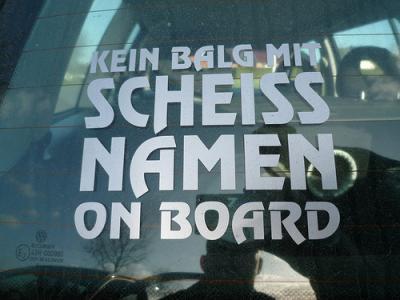 KEIN BALG MIT
SCHEISS
NAMEN
ON BOARD